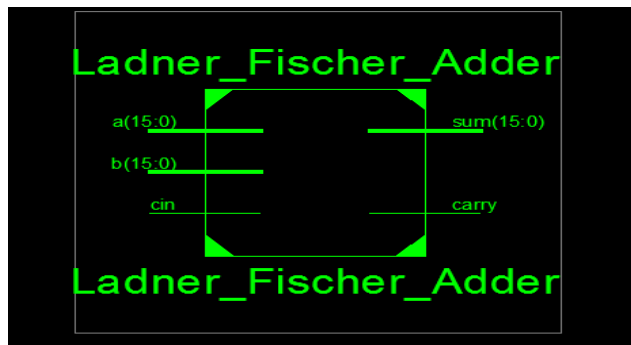 Ladner_Fischer_Adder
a(15:0) sum(15:0)
b(15:0)
cin carry
Ladner_Fischer_Adder